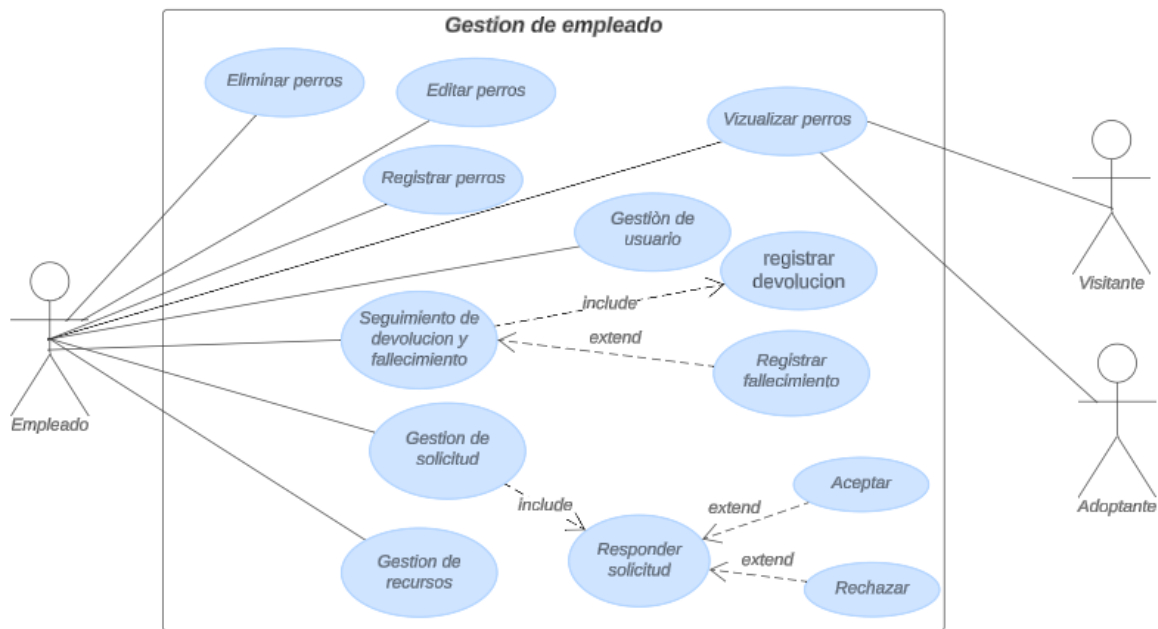 Gestion de empleado
Eliminar perros
Editar perros
Vizualizar perros
Registrar perros
Gestiòn de
usuario
registrar
devolucion
include
Seguimiento de
devolucion y
fallecimiento
extend
Registrar
fallecimiento
Visitante
Empleado
Gestion de
solicitud
include
Aceptar
extend
Adoptante
Responder
solicitud
extend
Rechazar
Gestion de
recursos